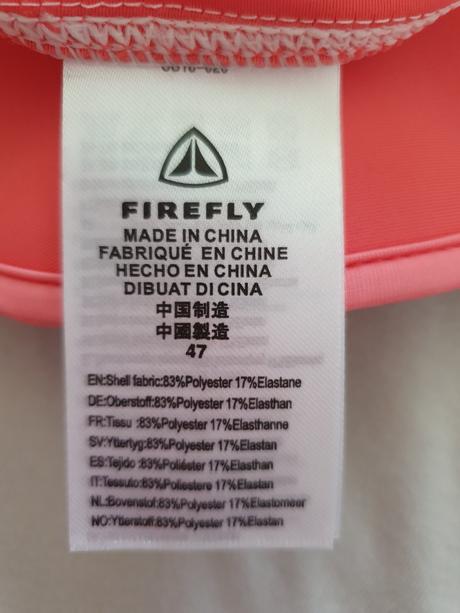 FIREFLY
MADE IN CHINA
FABRIQUÉ EN CHINE
HECHO EN CHINA
DIBUAT DI CINA
中国制造
中國製造
47
EN:Shell fabric:83%Polyester 17%Elastane
DE:Oberstoff:83%Polyester 17%Elasthan
FR:Tissu :83%Polyester 17%Elasthanne
SV:Yttertyg:83%Polyester 17%Elastan
ES:Tejido :83%Poliéster 17%Elasthan
IT:Tessuto:83%Poliestere 17%Elastan
NL:Bovenstof:83%Polyester 17%Elastomeer
NO:Ytterstoff:83%Polyester 17%Elastan